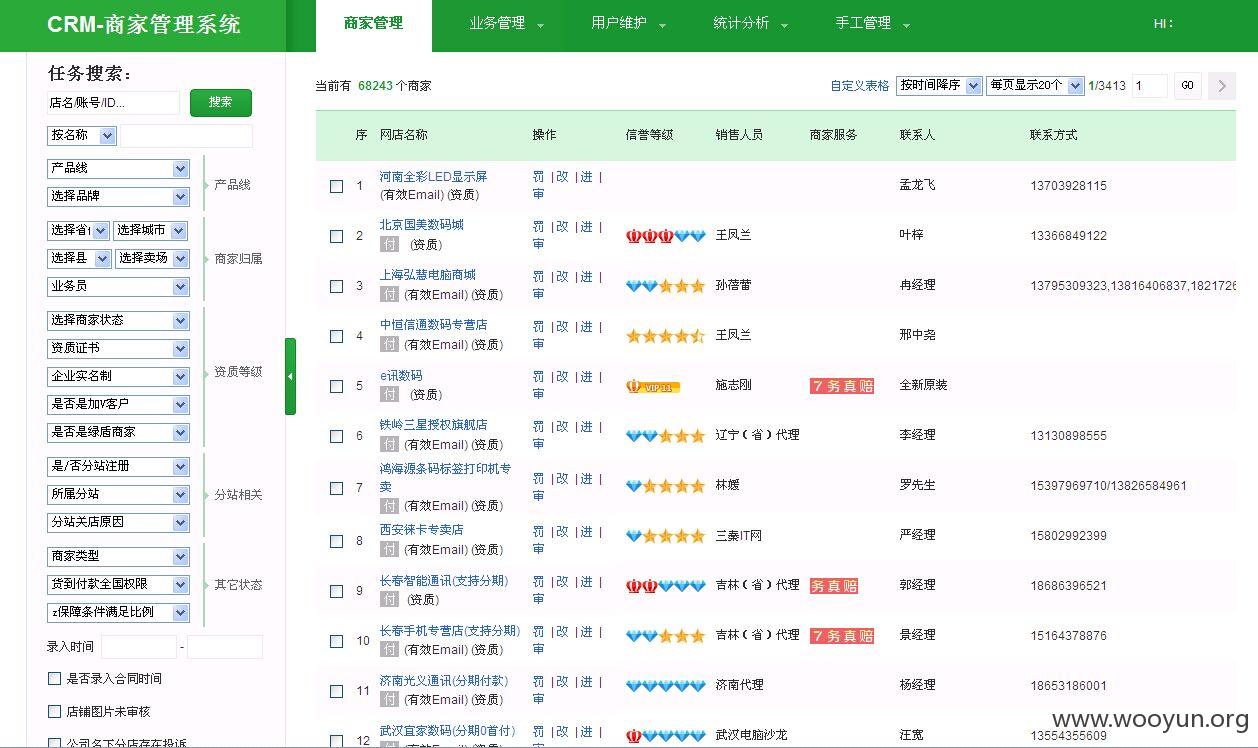 CRM-商家管理系统
商家管理 业务管理 用户维护 统计分析 手工管理 HI :
任务搜索:
店名/账号/ID... 搜索
按名称
产品线
选择品牌
产品线
选择省 选择城市
选择县 选择卖场
业务员
商家归属
选择商家状态
资质证书
企业实名制
是否是加V客户
是否是绿盾商家
资质等级
是/否分站注册
所属分站
分站关店原因
分站相关
商家类型
货到付款全国权限
z保障条件满足比例
其它状态
录入时间 -
是否录入合同时间
店铺图片未审核
公司名下分店存在投诉
当前有 68243 个商家
自定义表格 按时间降序 每页显示20个 1/3413 1 GO
序 网店名称 操作 信誉等级 销售人员 商家服务 联系人 联系方式
1 河南全彩LED显示屏 罚 | 改 | 进 | 孟龙飞 13703928115
(有效Email) (资质) 审
2 北京国美数码城 罚 | 改 | 进 | 王凤兰 叶梓 13366849122
付 (资质) 审
3 上海弘慧电脑商城 罚 | 改 | 进 | 孙蓓蕾 冉经理 13795309323,13816406837,1821726
付 (有效Email) (资质) 审
4 中恒信通数码专营店 罚 | 改 | 进 | 王凤兰 邢中尧
付 (有效Email) (资质) 审
5 e讯数码 罚 | 改 | 进 | VIP11 施志刚 7 务 真 赔 全新原装
付 (资质) 审
6 铁岭三星授权旗舰店 罚 | 改 | 进 | 辽宁（省）代理 李经理 13130898555
付 (有效Email) (资质) 审
7 鸿海源条码标签打印机专 罚 | 改 | 进 | 林媛 罗先生 15397969710/13826584961
卖 审
付 (有效Email) (资质)
8 西安徕卡专卖店 罚 | 改 | 进 | 三秦IT网 严经理 15802992399
付 (有效Email) (资质) 审
9 长春智能通讯(支持分期) 罚 | 改 | 进 | 吉林（省）代理 务 真 赔 郭经理 18686396521
付 (资质) 审
10 长春手机专营店(支持分期) 罚 | 改 | 进 | 吉林（省）代理 7 务 真 赔 景经理 15164378876
付 (有效Email) (资质) 审
11 济南光义通讯(分期付款) 罚 | 改 | 进 | 济南代理 杨经理 18653186001
付 (有效Email) (资质) 审
12 武汉宜家数码(分期0首付) 罚 | 改 | 进 | 武汉电脑沙龙 汪宽 13554355609
付 (有效Email) (资质) 审
www.wooyun.org